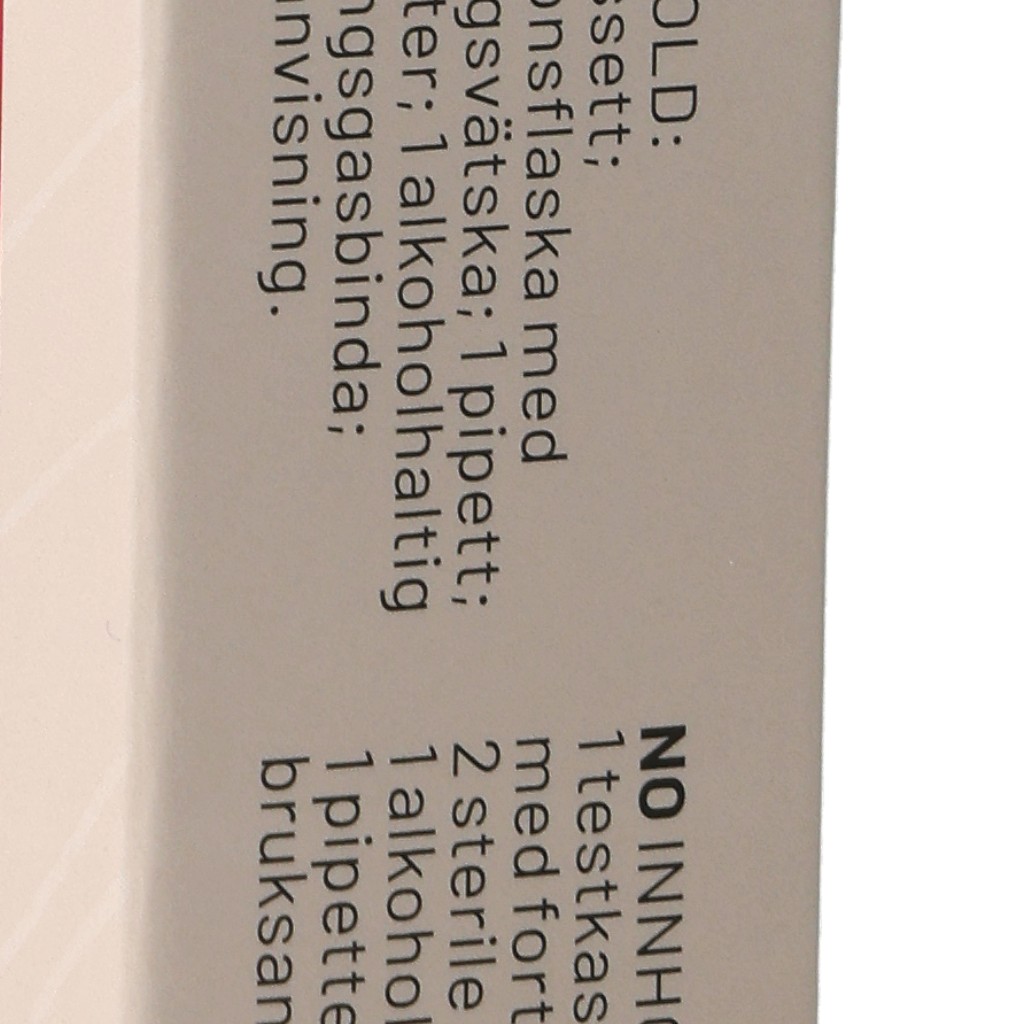 OLD:
ssett;
onsflaska med
gsvätska; 1 pipett;
ter; 1 alkoholhaltig
ngsgasbinda;
nvisning.
NO INNH
1 testkas
med fort
2 sterile
1 alkohol
1 pipette
bruksan